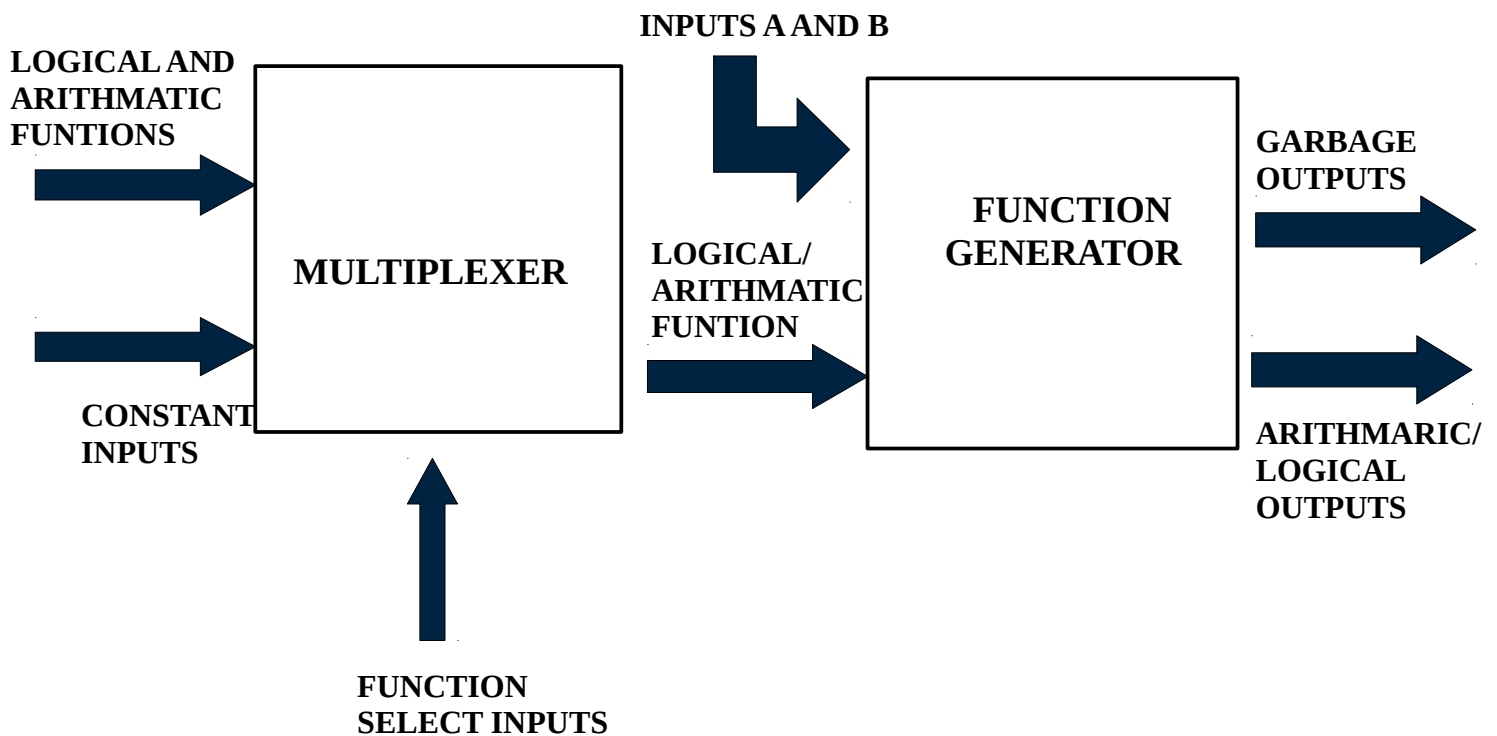 INPUTS A AND B
LOGICAL AND
ARITHMATIC
FUNTIONS
MULTIPLEXER
CONSTANT
INPUTS
FUNCTION
SELECT INPUTS
LOGICAL/
ARITHMATIC
FUNTION
FUNCTION
GENERATOR
GARBAGE
OUTPUTS
ARITHMARIC/
LOGICAL
OUTPUTS